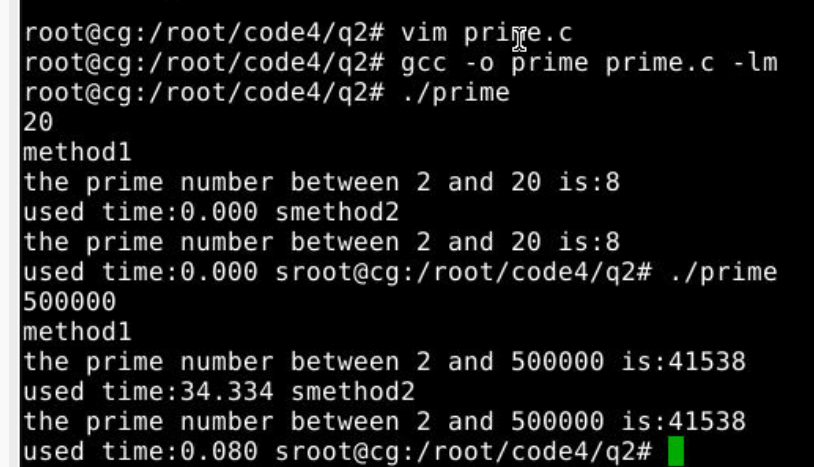 root@cg:/root/code4/q2# vim prime.c
root@cg:/root/code4/q2# gcc -o prime prime.c -lm
root@cg:/root/code4/q2# ./prime
20
method1
the prime number between 2 and 20 is:8
used time:0.000 smethod2
the prime number between 2 and 20 is:8
used time:0.000 sroot@cg:/root/code4/q2# ./prime
500000
method1
the prime number between 2 and 500000 is:41538
used time:34.334 smethod2
the prime number between 2 and 500000 is:41538
used time:0.080 sroot@cg:/root/code4/q2#